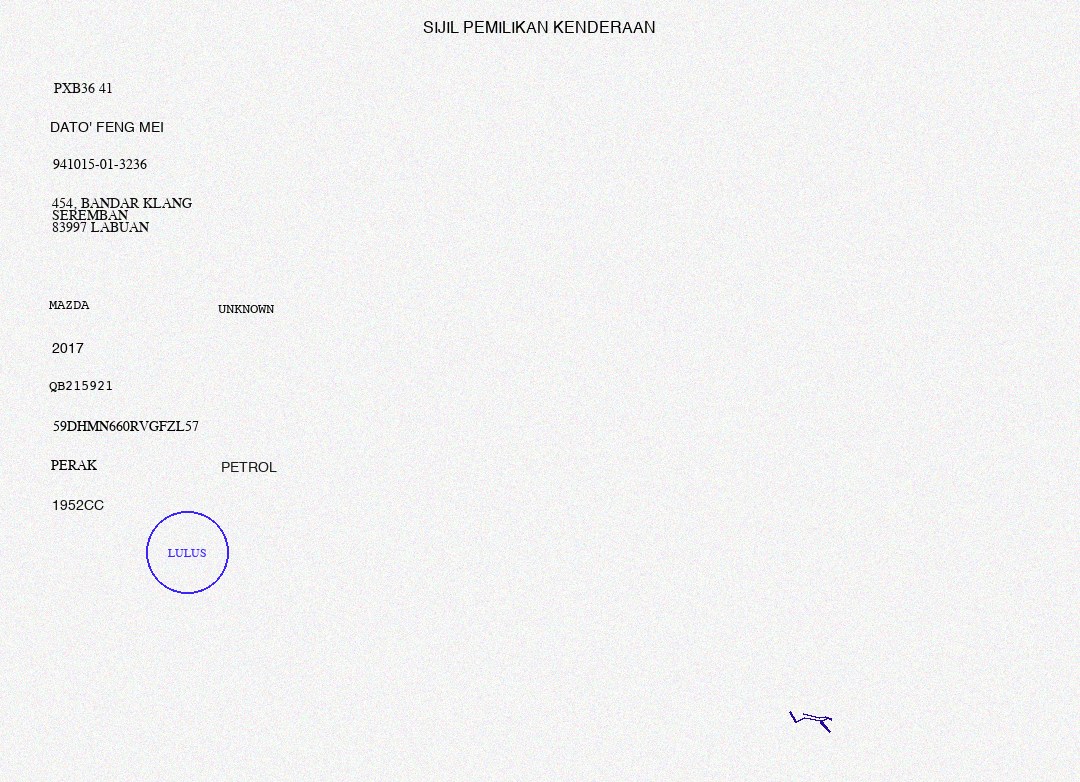 SIJIL PEMILIKAN KENDERAAN
PXB36 41
DATO' FENG MEI
941015-01-3236
454, BANDAR KLANG
SEREMBAN
83997 LABUAN
MAZDA UNKNOWN
2017
QB215921
59DHMN660RVGFZL57
PERAK PETROL
1952CC
LULUS